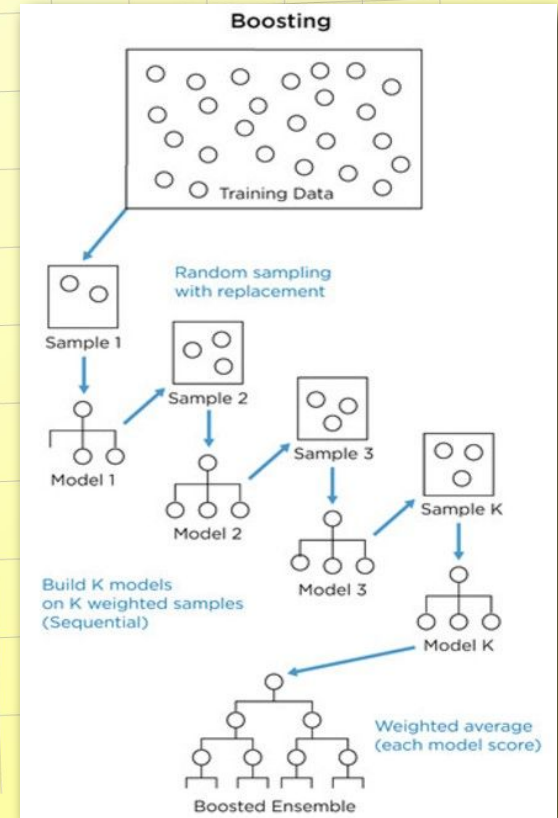 Boosting
Training Data
Random sampling
with replacement
Sample 1
Sample 2
Model 1
Sample 3
Model 2
Sample K
Model 3
Build K models
on K weighted samples
(Sequential)
Model K
Weighted average
(each model score)
Boosted Ensemble